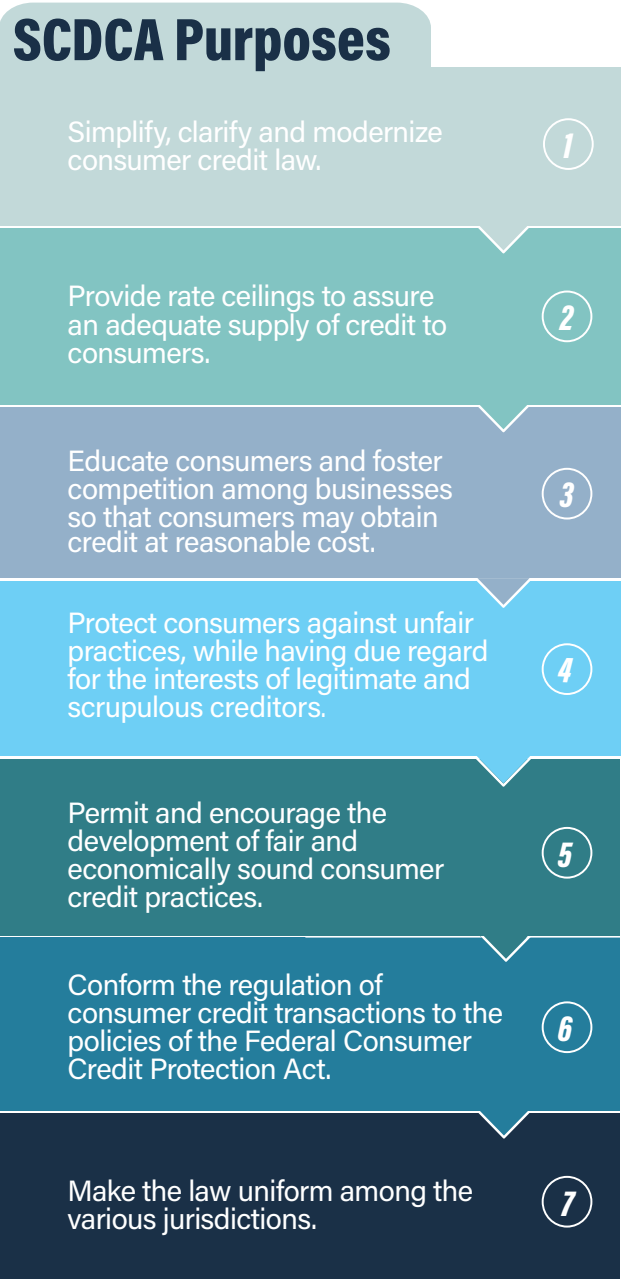 SCDCA Purposes
Simplify, clarify and modernize
consumer credit law.
1
Provide rate ceilings to assure
an adequate supply of credit to
consumers.
2
Educate consumers and foster
competition among businesses
so that consumers may obtain
credit at reasonable cost.
3
Protect consumers against unfair
practices, while having due regard
for the interests of legitimate and
scrupulous creditors.
4
Permit and encourage the
development of fair and
economically sound consumer
credit practices.
5
Conform the regulation of
consumer credit transactions to the
policies of the Federal Consumer
Credit Protection Act.
6
Make the law uniform among the
various jurisdictions.
7